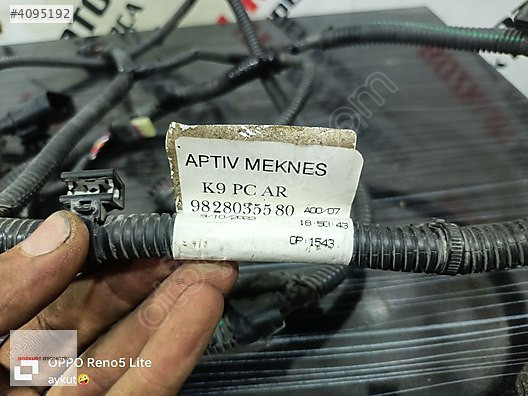 #4095192
APTIV MEKNES
K9 PC AR
9828035580 A00/07
18:50:43
OP:1543
OPPO Reno5 Lite
aykut🤪